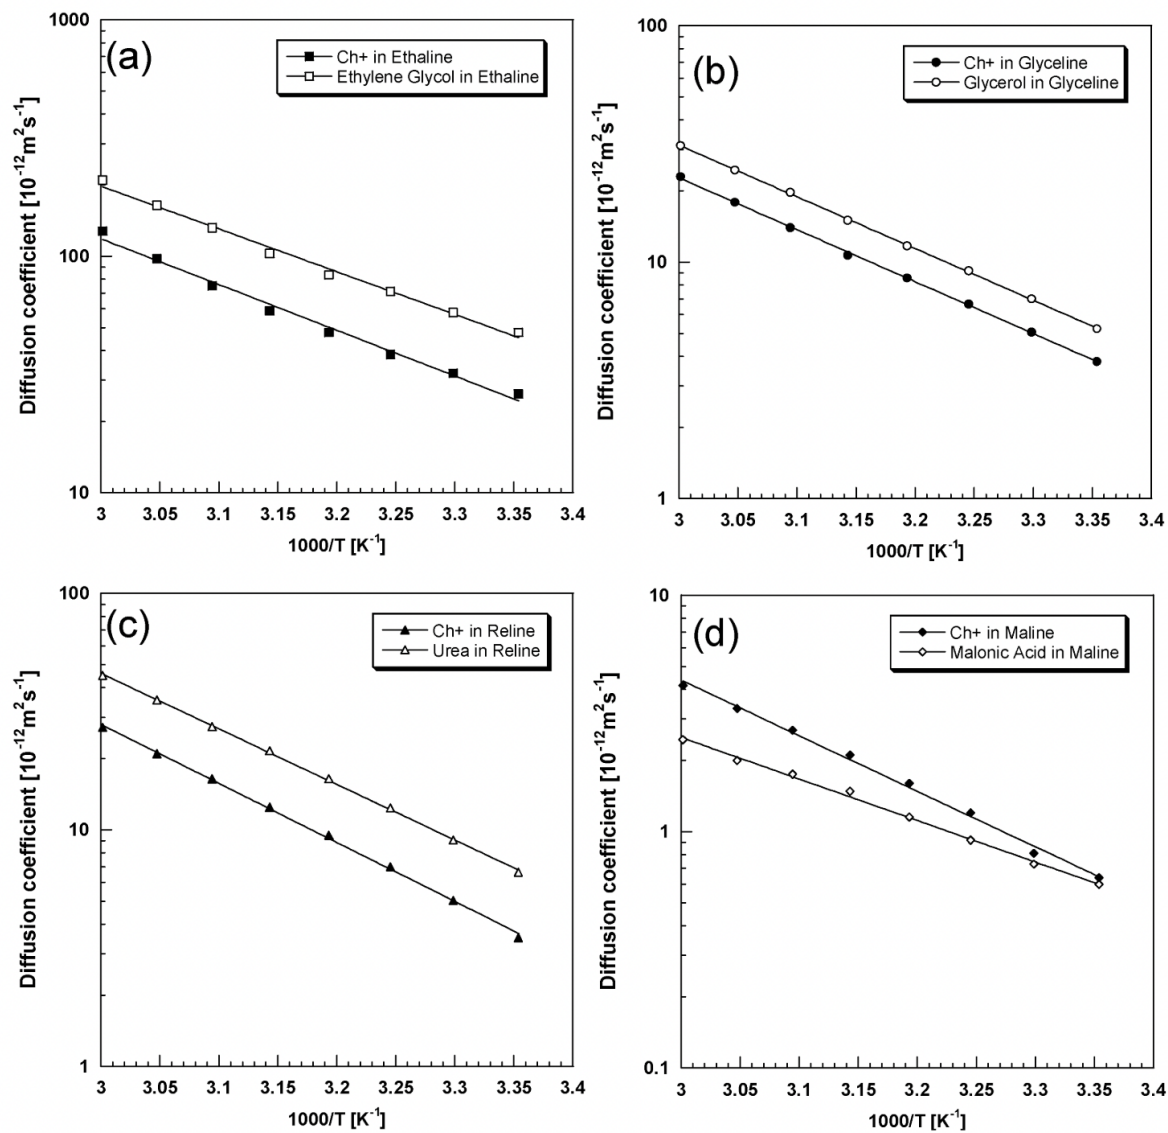 (a)
Ch+ in Ethaline
Ethylene Glycol in Ethaline
Diffusion coefficient [10⁻¹²m²s⁻¹]
1000
100
10
3 3.05 3.1 3.15 3.2 3.25 3.3 3.35 3.4
1000/T [K⁻¹]
(b)
Ch+ in Glyceline
Glycerol in Glyceline
Diffusion coefficient [10⁻¹²m²s⁻¹]
100
10
1
3 3.05 3.1 3.15 3.2 3.25 3.3 3.35 3.4
1000/T [K⁻¹]
(c)
Ch+ in Reline
Urea in Reline
Diffusion coefficient [10⁻¹²m²s⁻¹]
100
10
1
3 3.05 3.1 3.15 3.2 3.25 3.3 3.35 3.4
1000/T [K⁻¹]
(d)
Ch+ in Maline
Malonic Acid in Maline
Diffusion coefficient [10⁻¹²m²s⁻¹]
10
1
0.1
3 3.05 3.1 3.15 3.2 3.25 3.3 3.35 3.4
1000/T [K⁻¹]